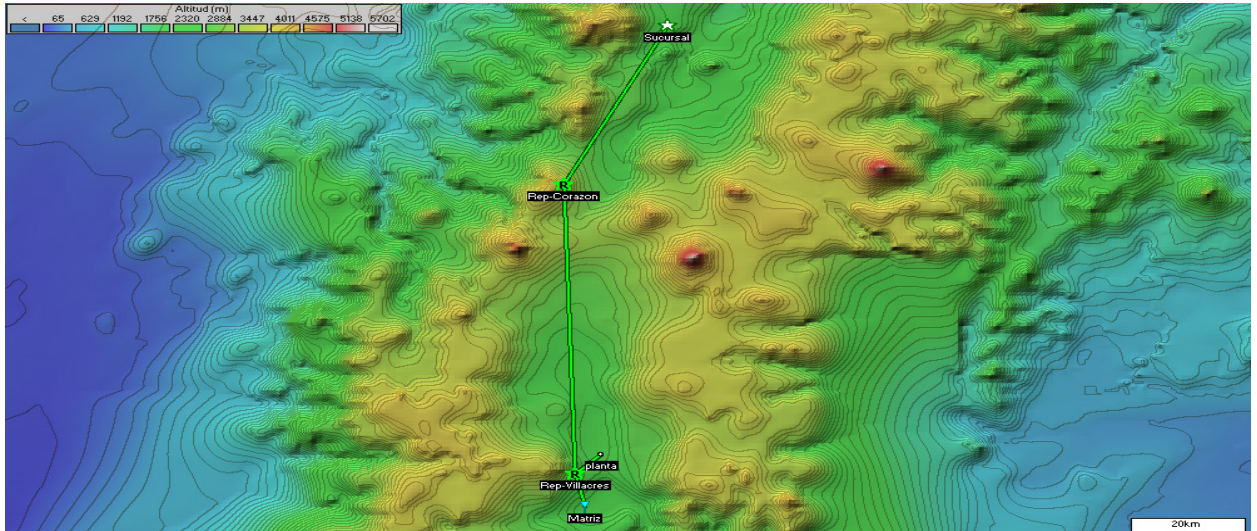 Altitud (m)
< 65 629 1192 1756 2320 2884 3447 4011 4575 5138 5702
Sucursal
R
Rep-Corazon
planta
R
Rep-Villacres
Matriz
20km